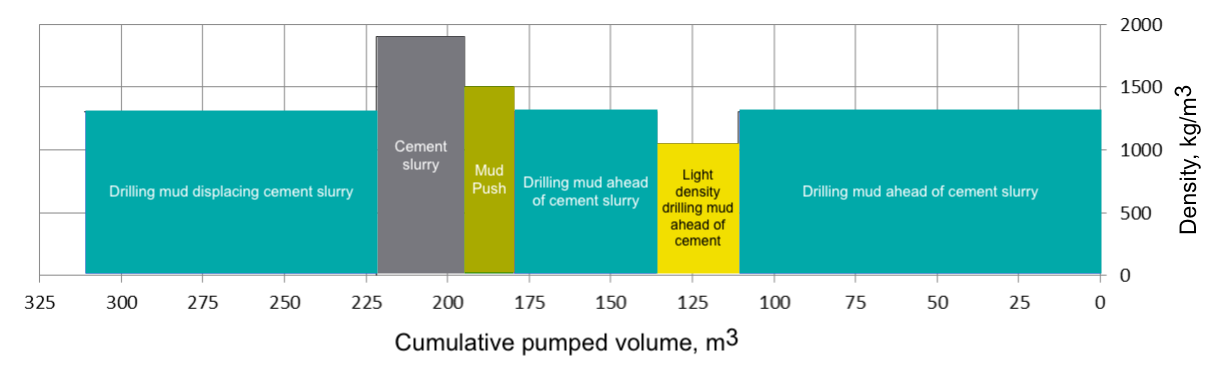 2000
1500
1000
500
0
Density, kg/m3
Drilling mud displacing cement slurry
Cement
slurry
Mud
Push
Drilling mud ahead
of cement slurry
Light
density
drilling mud
ahead of
cement
Drilling mud ahead of cement slurry
325 300 275 250 225 200 175 150 125 100 75 50 25 0
Cumulative pumped volume, m3